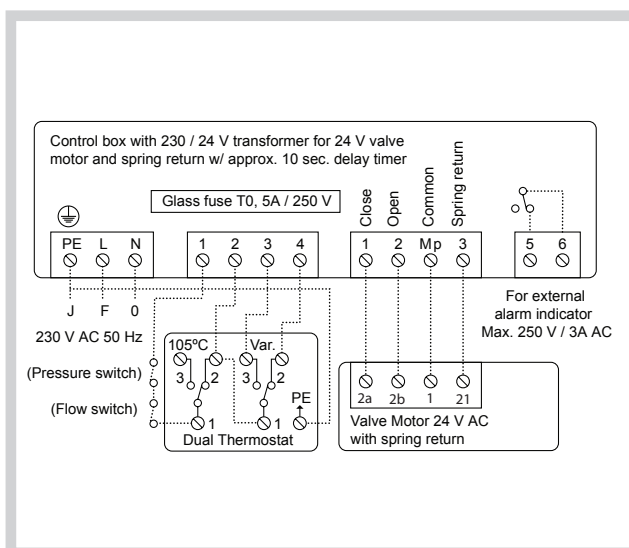 Control box with 230 / 24 V transformer for 24 V valve
motor and spring return w/ approx. 10 sec. delay timer
Glass fuse T0, 5A / 250 V
Close
Open
Common
Spring return
PE L N
1 2 3 4
1 2 Mp 3
5 6
J F 0
230 V AC 50 Hz
For external
alarm indicator
Max. 250 V / 3A AC
(Pressure switch)
(Flow switch)
105ºC Var.
3 2 3 2
PE
1 1
Dual Thermostat
2a 2b 1 21
Valve Motor 24 V AC
with spring return